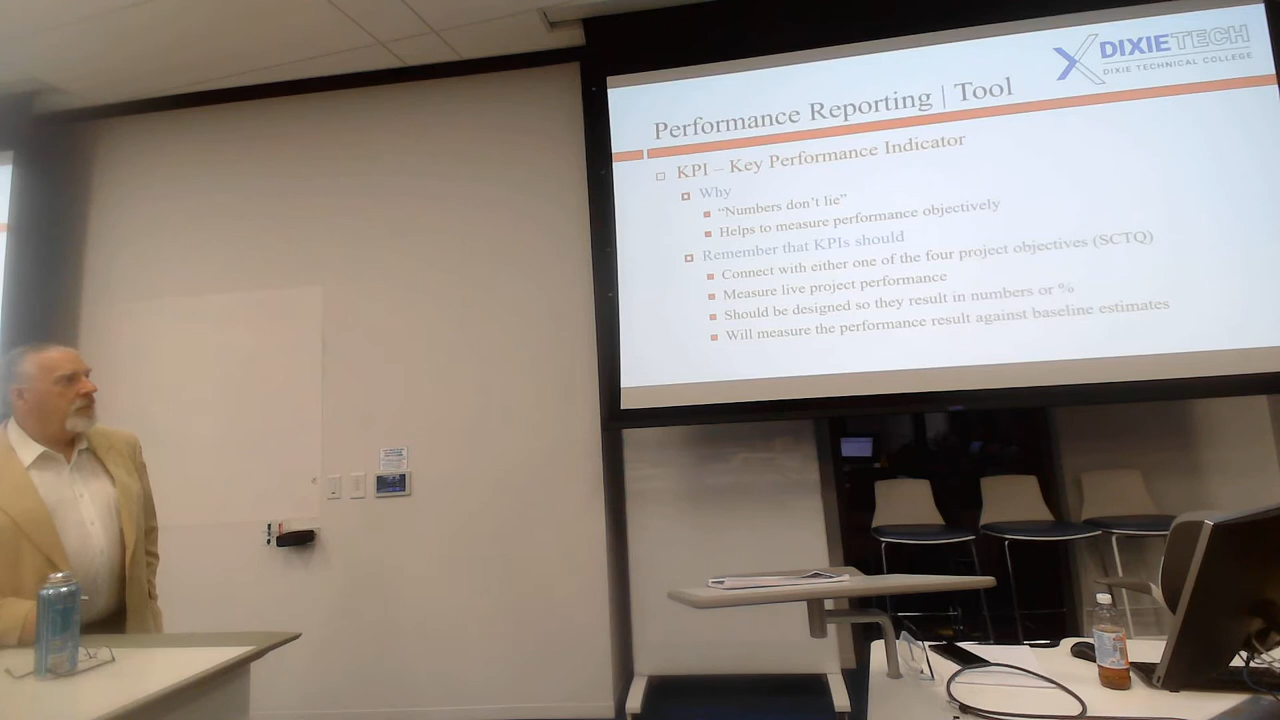 DIXIETECH
DIXIE TECHNICAL COLLEGE
Performance Reporting | Tool
KPI – Key Performance Indicator
Why
“Numbers don’t lie”
Helps to measure performance objectively
Remember that KPIs should
Connect with either one of the four project objectives (SCTQ)
Measure live project performance
Should be designed so they result in numbers or %
Will measure the performance result against baseline estimates